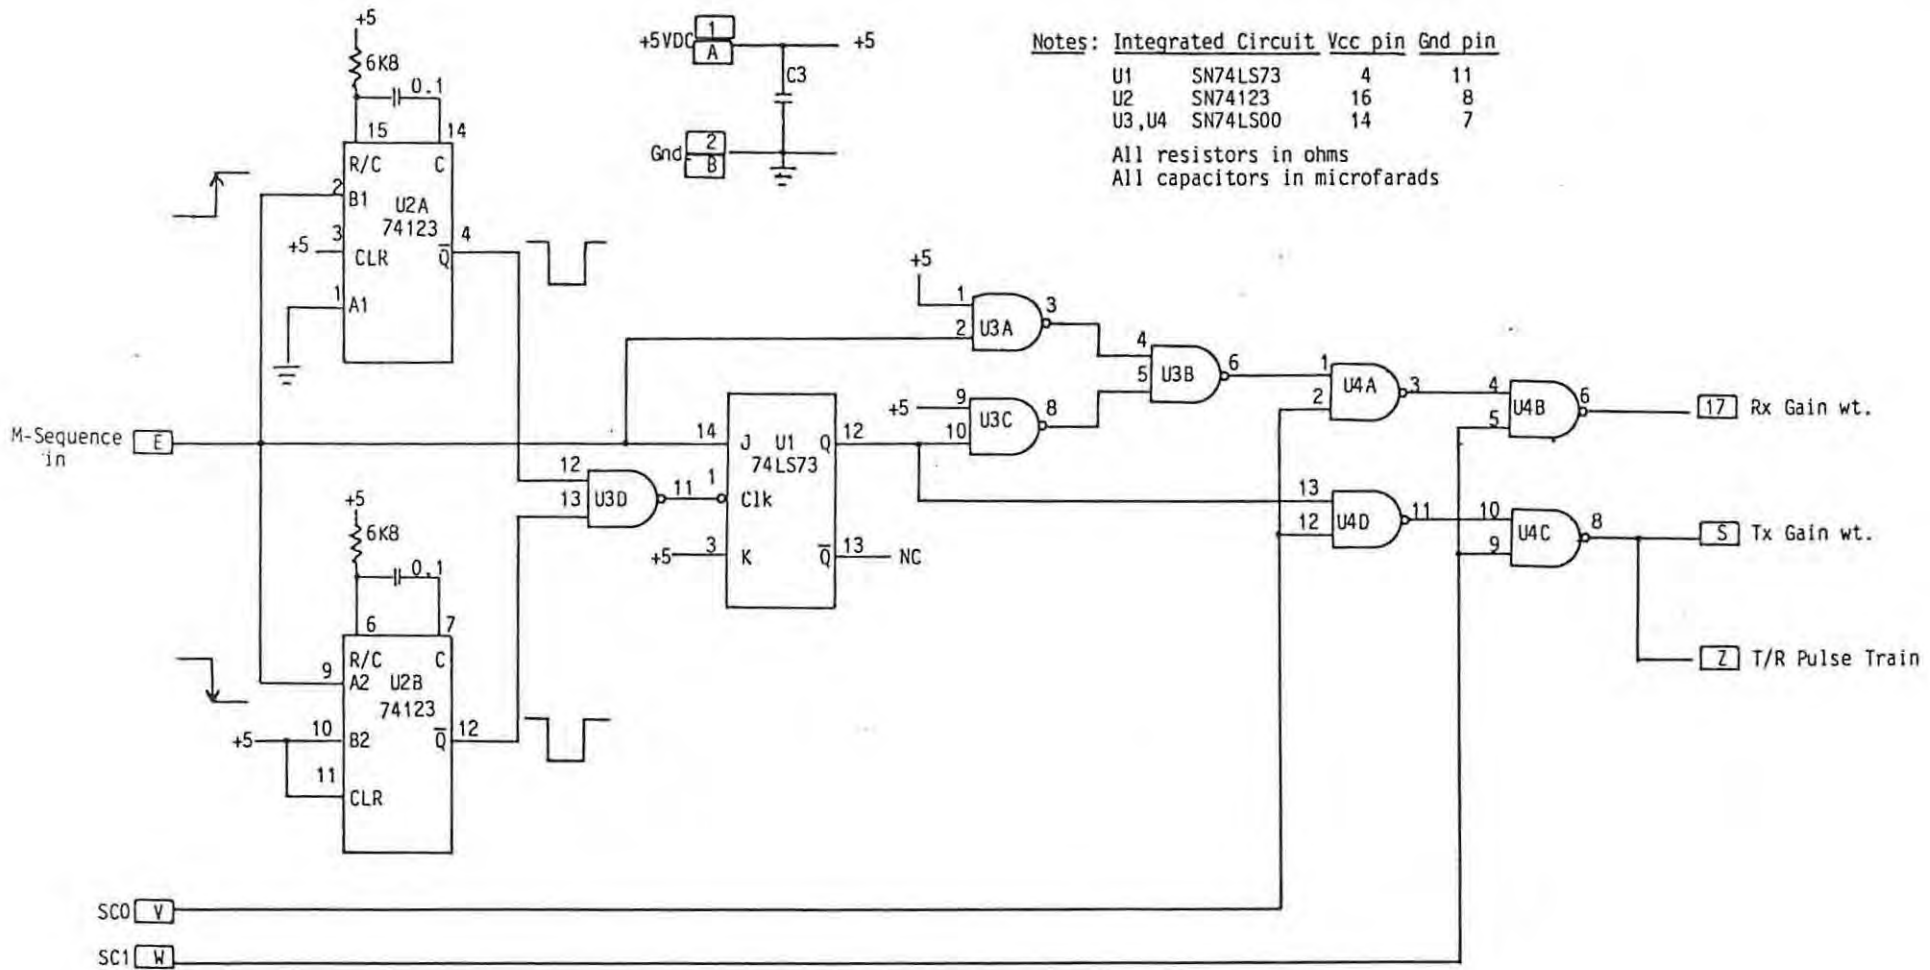 +5
6K8
0.1
15
14
R/C
C
2
B1
U2A
74123
3
+5
CLR
4
Q
1
A1
+5VDC
1
A
+5
C3
Gnd
2
B
Notes: Integrated Circuit Vcc pin Gnd pin
U1 SN74LS73 4 11
U2 SN74123 16 8
U3,U4 SN74LS00 14 7
All resistors in ohms
All capacitors in microfarads
+5
1
2
U3A
3
4
5
U3B
6
+5
9
10
U3C
8
1
2
U4A
3
4
5
U4B
6
17 Rx Gain wt.
M-Sequence
in
E
14
J
U1
74LS73
Q
12
12
13
U3D
11
1
Clk
+5
3
K
Q
13
NC
13
12
U4D
11
10
9
U4C
8
S Tx Gain wt.
Z T/R Pulse Train
+5
6K8
0.1
6
7
R/C
C
9
A2
U2B
74123
+5
10
B2
Q
12
11
CLR
SC0 V
SC1 W